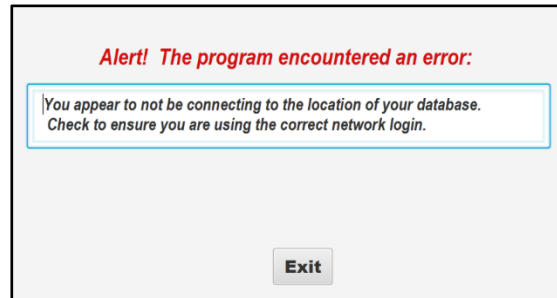 Alert! The program encountered an error:
You appear to not be connecting to the location of your database.
Check to ensure you are using the correct network login.
Exit